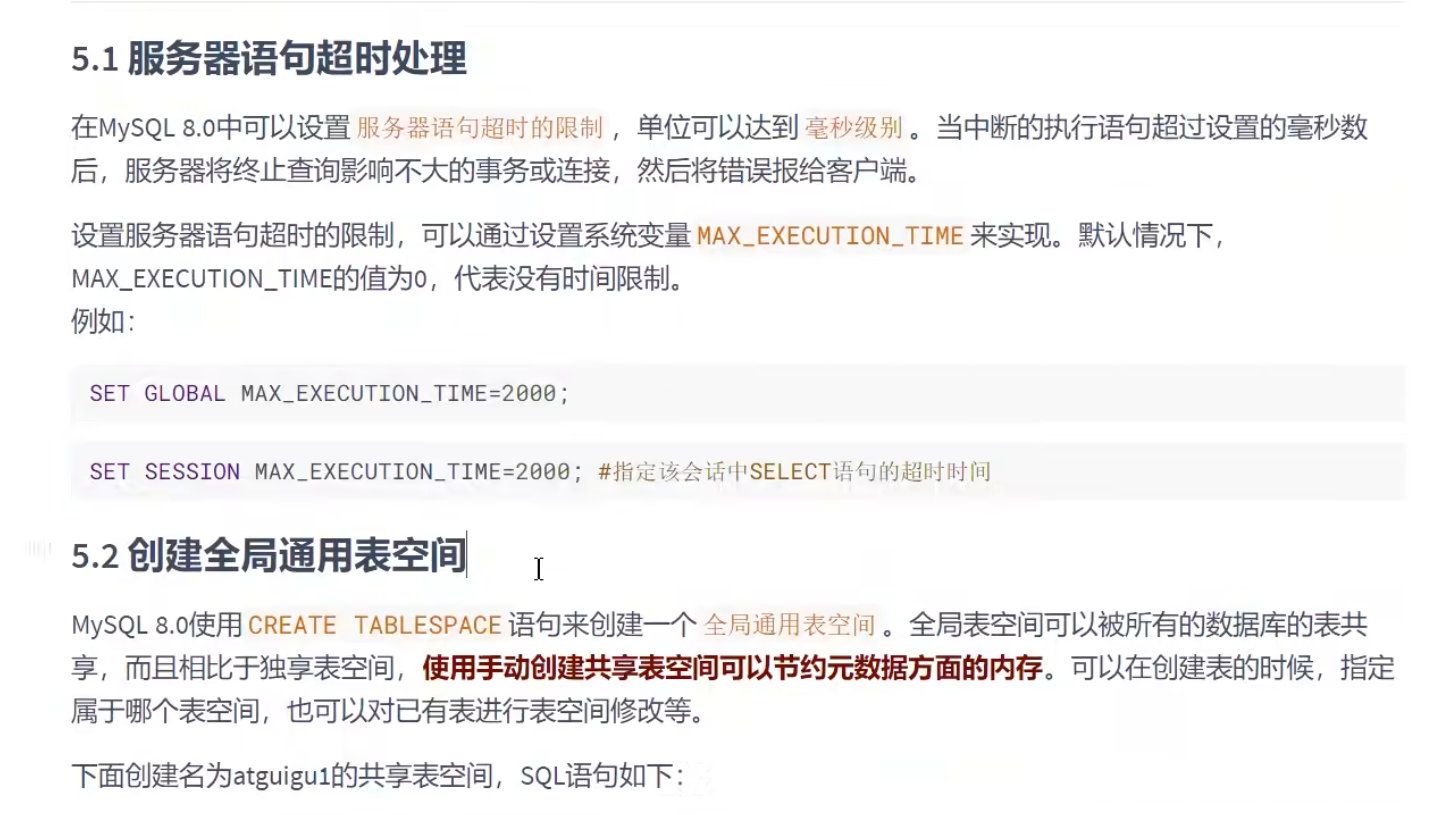 5.1 服务器语句超时处理
在MySQL 8.0中可以设置 服务器语句超时的限制 ，单位可以达到 毫秒级别 。当中断的执行语句超过设置的毫秒数
后，服务器将终止查询影响不大的事务或连接，然后将错误报给客户端。
设置服务器语句超时的限制，可以通过设置系统变量 MAX_EXECUTION_TIME 来实现。默认情况下，
MAX_EXECUTION_TIME的值为0，代表没有时间限制。
例如：
SET GLOBAL MAX_EXECUTION_TIME=2000;
SET SESSION MAX_EXECUTION_TIME=2000; #指定该会话中SELECT语句的超时时间
5.2 创建全局通用表空间
MySQL 8.0使用 CREATE TABLESPACE 语句来创建一个 全局通用表空间 。全局表空间可以被所有的数据库的表共
享，而且相比于独享表空间，使用手动创建共享表空间可以节约元数据方面的内存。可以在创建表的时候，指定
属于哪个表空间，也可以对已有表进行表空间修改等。
下面创建名为atguigu1的共享表空间，SQL语句如下：